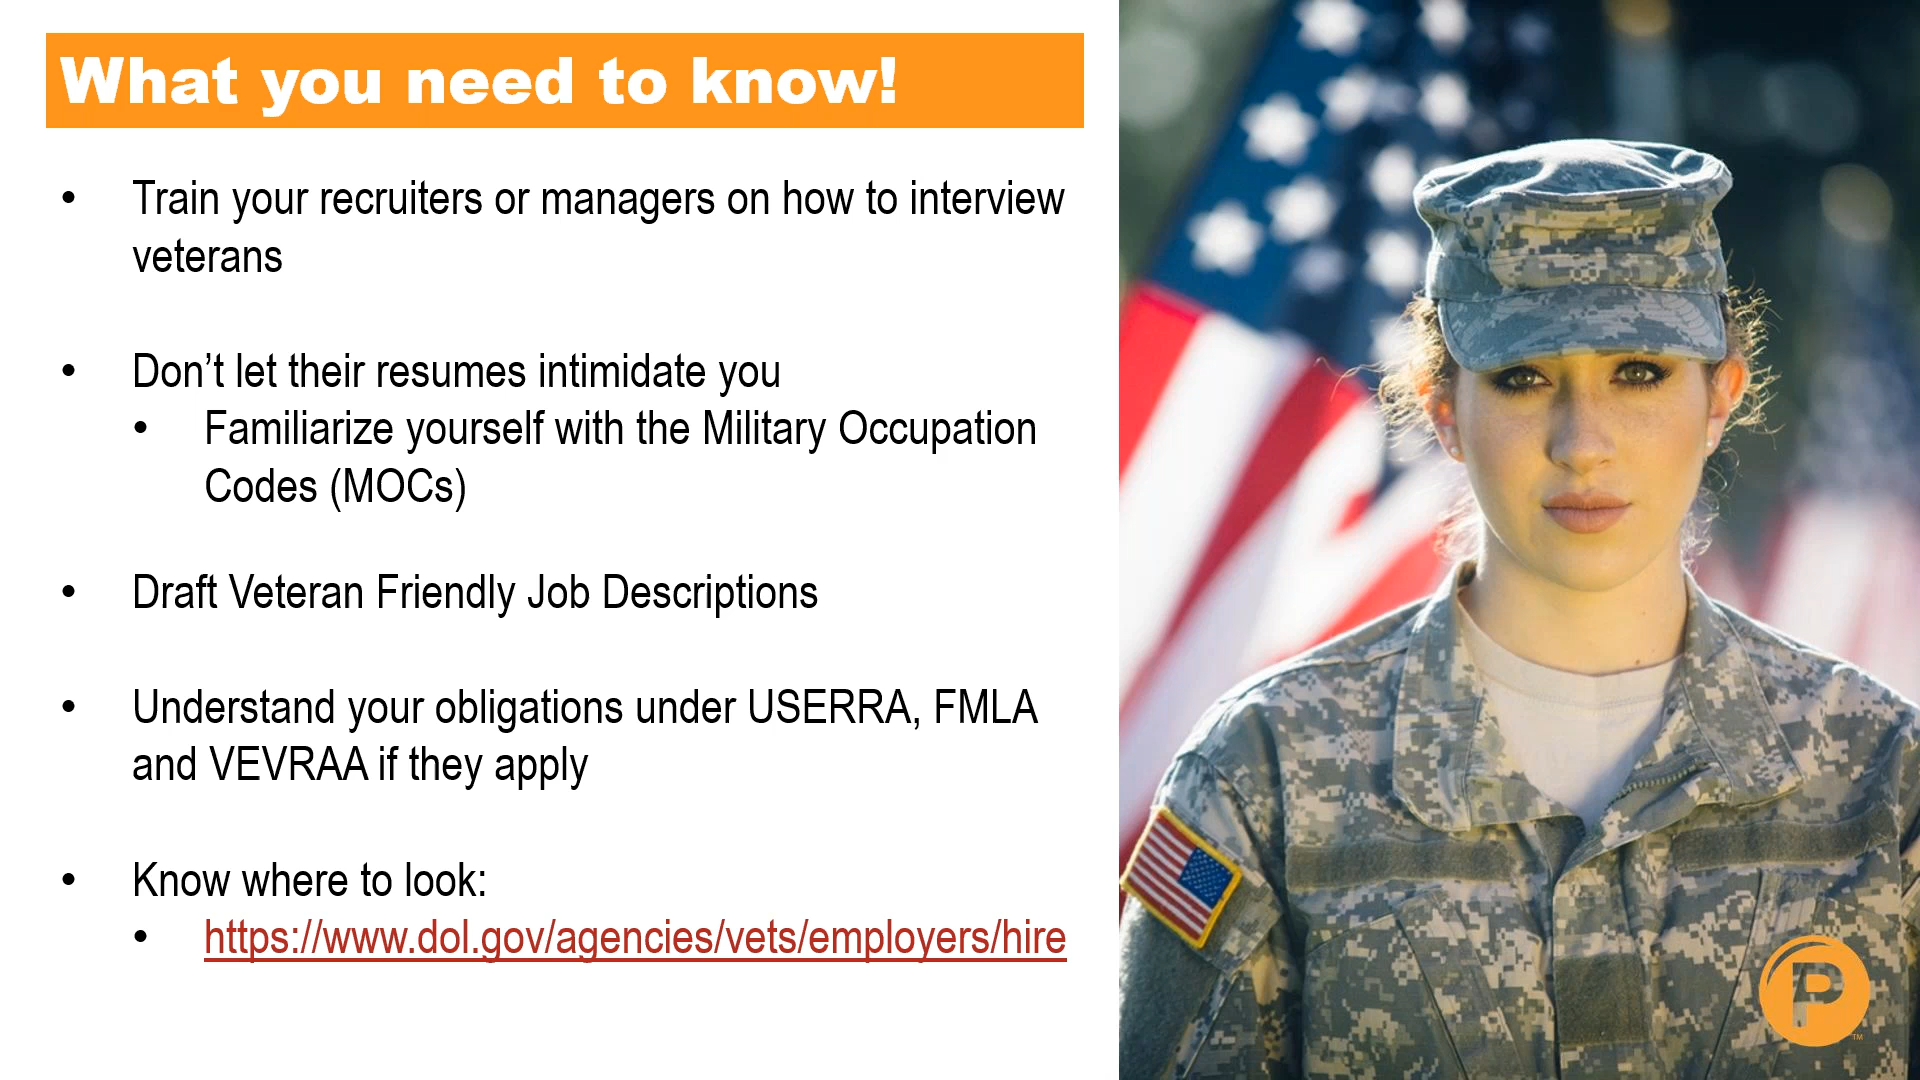 What you need to know!
• Train your recruiters or managers on how to interview
veterans
• Don’t let their resumes intimidate you
• Familiarize yourself with the Military Occupation
Codes (MOCs)
• Draft Veteran Friendly Job Descriptions
• Understand your obligations under USERRA, FMLA
and VEVRAA if they apply
• Know where to look:
• https://www.dol.gov/agencies/vets/employers/hire
P
TM